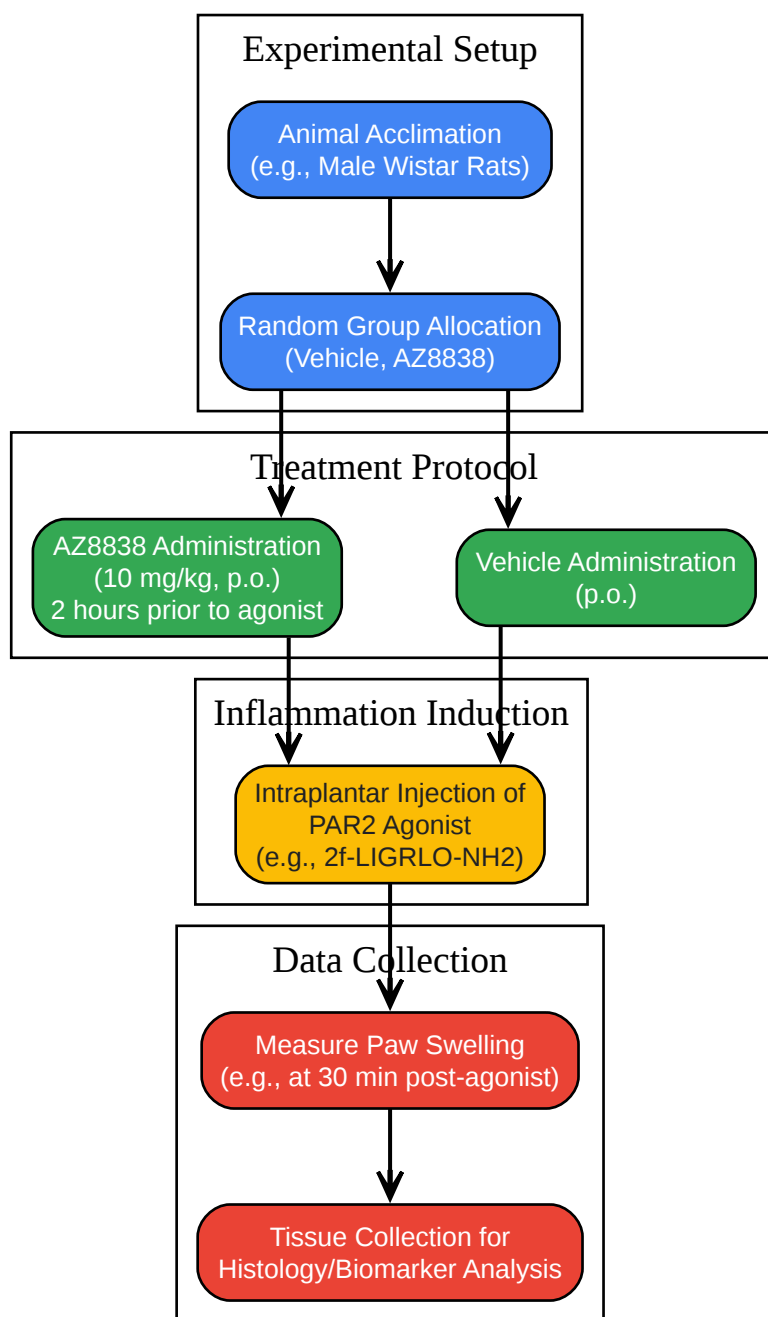 Experimental Setup
Animal Acclimation
(e.g., Male Wistar Rats)
Random Group Allocation
(Vehicle, AZ8838)
Treatment Protocol
AZ8838 Administration
(10 mg/kg, p.o.)
2 hours prior to agonist
Vehicle Administration
(p.o.)
Inflammation Induction
Intraplantar Injection of
PAR2 Agonist
(e.g., 2f-LIGRLO-NH2)
Data Collection
Measure Paw Swelling
(e.g., at 30 min post-agonist)
Tissue Collection for
Histology/Biomarker Analysis